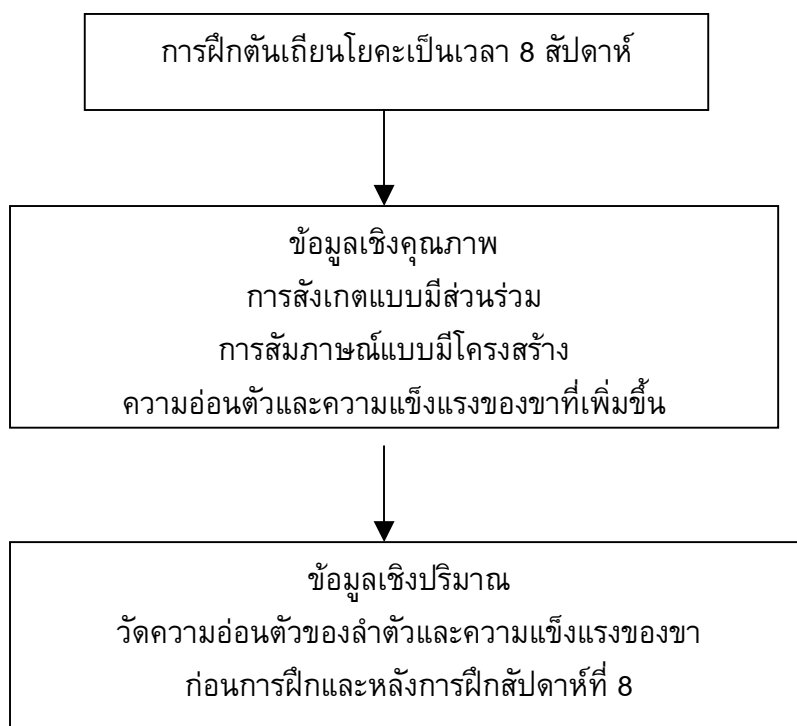 การฝึกตันเถียนโยคะเป็นเวลา 8 สัปดาห์
ข้อมูลเชิงคุณภาพ
การสังเกตแบบมีส่วนร่วม
การสัมภาษณ์แบบมีโครงสร้าง
ความอ่อนตัวและความแข็งแรงของขาที่เพิ่มขึ้น
ข้อมูลเชิงปริมาณ
วัดความอ่อนตัวของลำตัวและความแข็งแรงของขา
ก่อนการฝึกและหลังการฝึกสัปดาห์ที่ 8